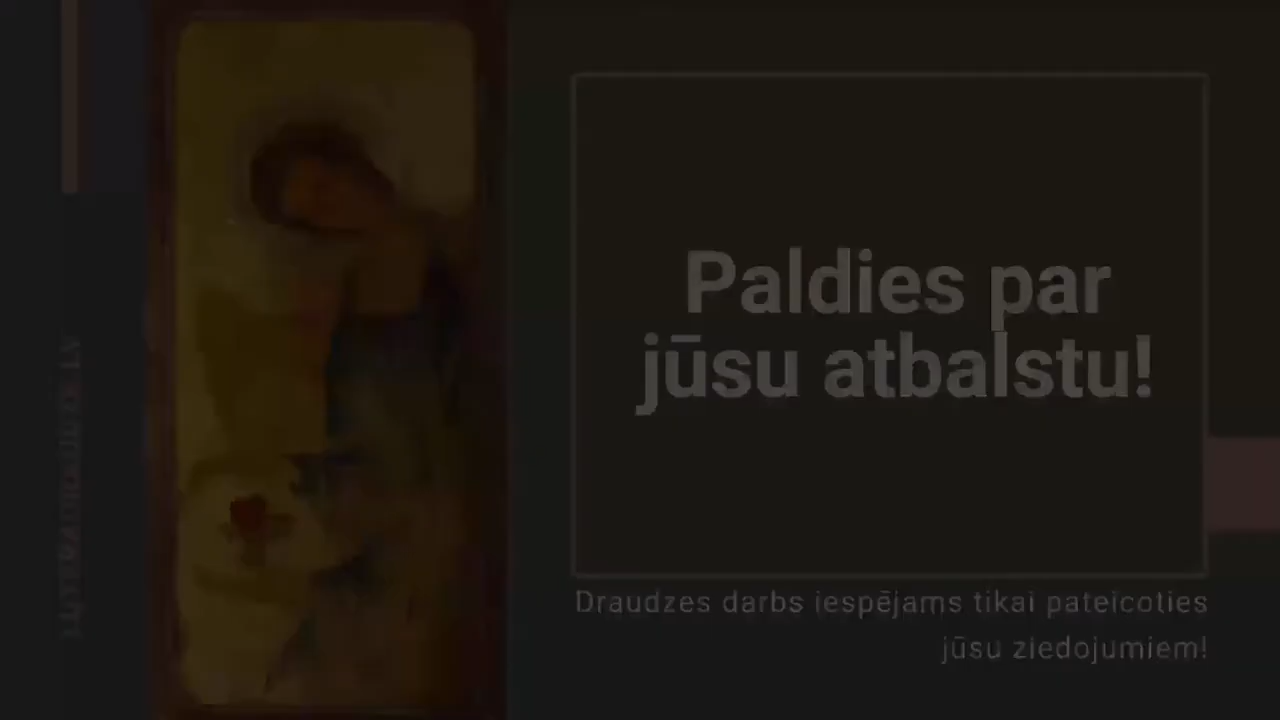 Paldies par
jūsu atbalstu!
Draudzes darbs iespējams tikai pateicoties
jūsu ziedojumiem!